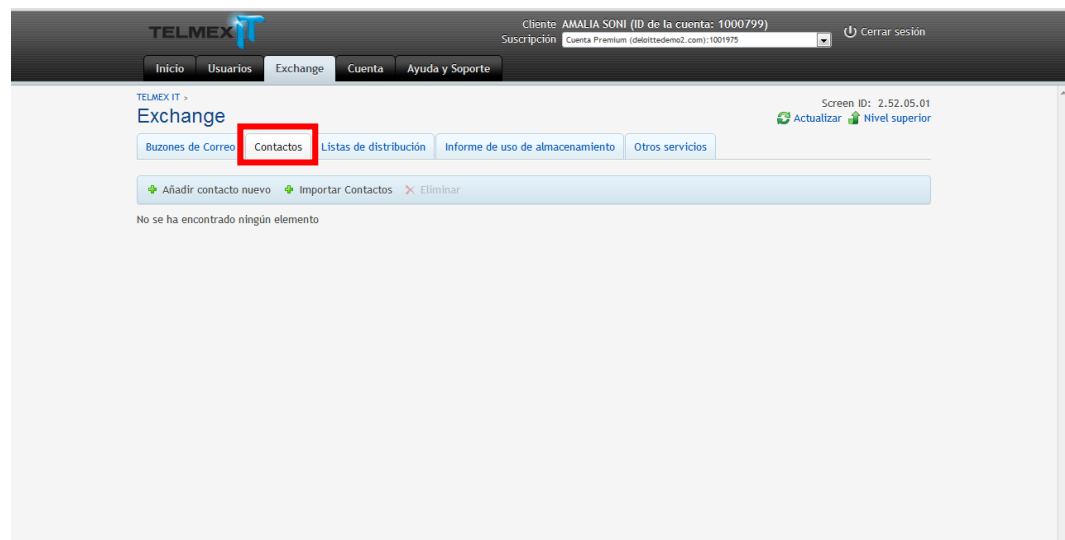 TELMEX IT
Cliente AMALIA SONI (ID de la cuenta: 1000799)
Suscripción Cuenta Premium (deloittedemo2.com):1001975
Cerrar sesión
Inicio Usuarios Exchange Cuenta Ayuda y Soporte
TELMEX IT >
Exchange
Screen ID: 2.52.05.01
Actualizar Nivel superior
Buzones de Correo Contactos Listas de distribución Informe de uso de almacenamiento Otros servicios
Añadir contacto nuevo Importar Contactos Eliminar
No se ha encontrado ningún elemento